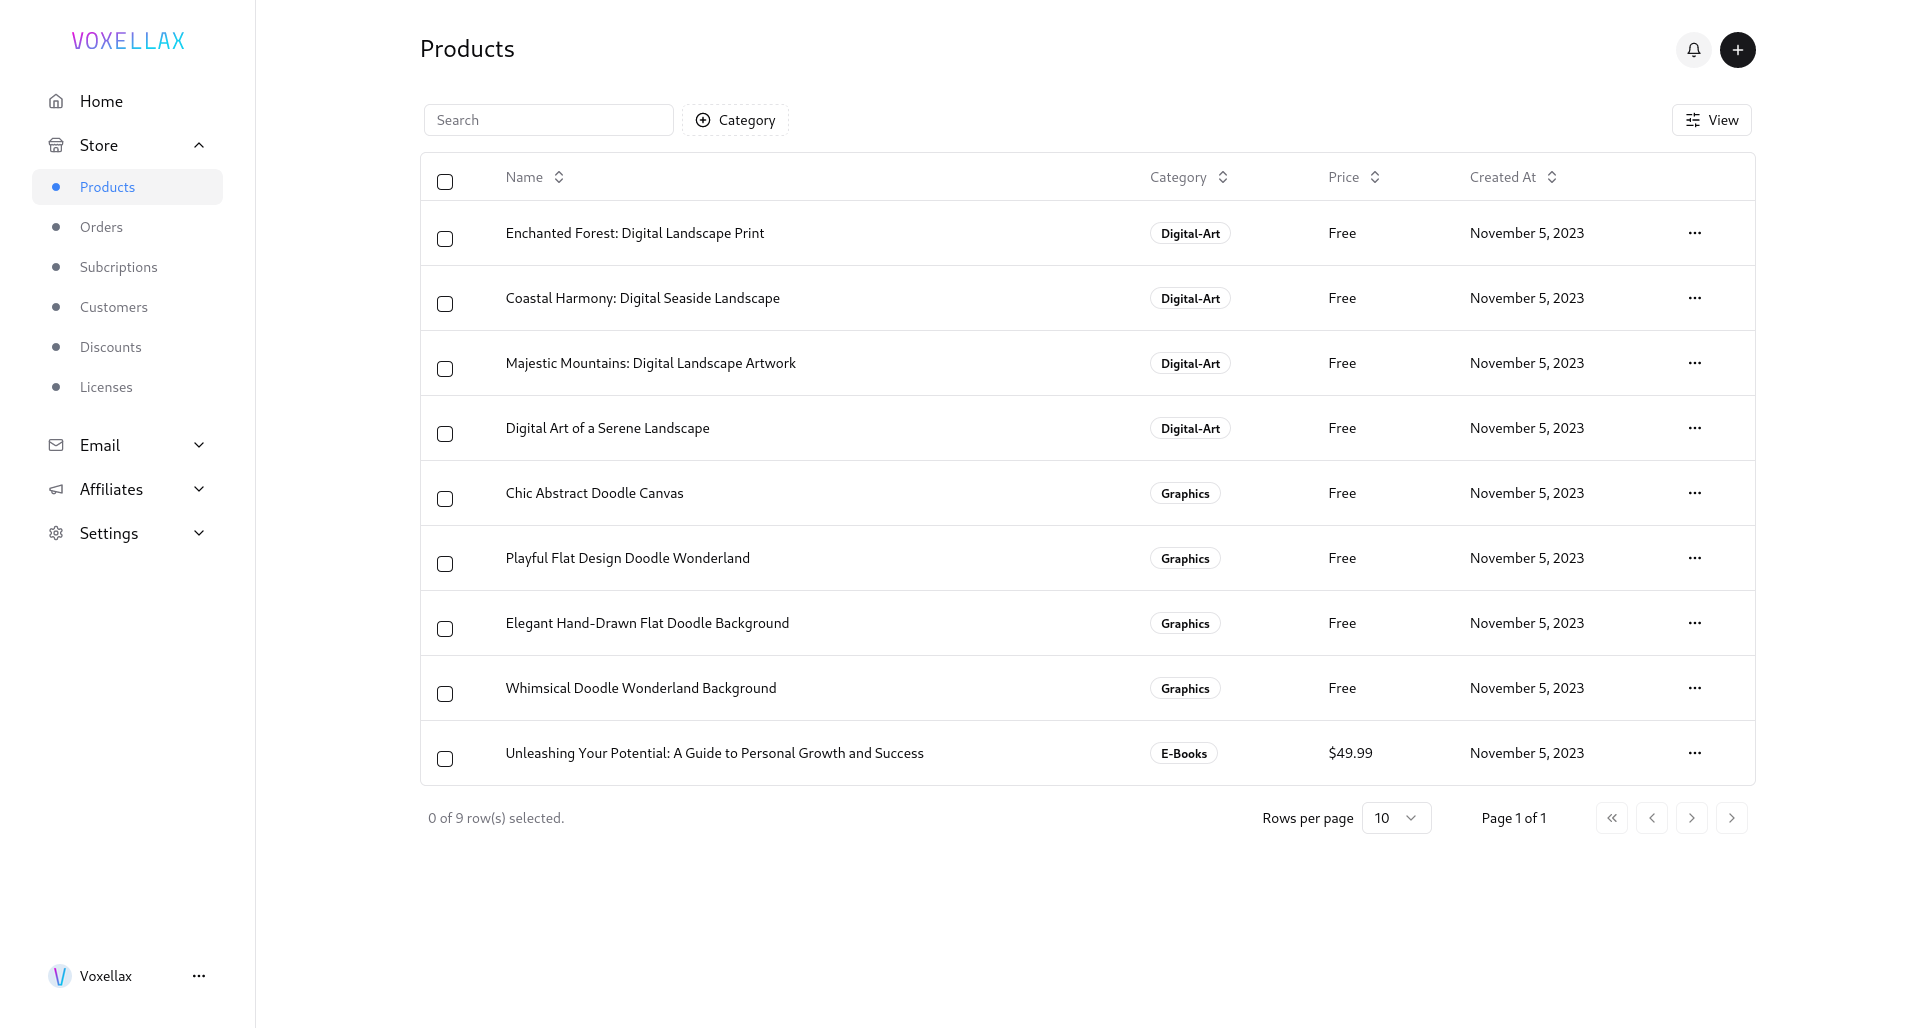 VOXELLAX
Home
Store
Products
Orders
Subcriptions
Customers
Discounts
Licenses
Email
Affiliates
Settings
Voxellax
Products
Search
Category
View
Name Category Price Created At
Enchanted Forest: Digital Landscape Print Digital-Art Free November 5, 2023
Coastal Harmony: Digital Seaside Landscape Digital-Art Free November 5, 2023
Majestic Mountains: Digital Landscape Artwork Digital-Art Free November 5, 2023
Digital Art of a Serene Landscape Digital-Art Free November 5, 2023
Chic Abstract Doodle Canvas Graphics Free November 5, 2023
Playful Flat Design Doodle Wonderland Graphics Free November 5, 2023
Elegant Hand-Drawn Flat Doodle Background Graphics Free November 5, 2023
Whimsical Doodle Wonderland Background Graphics Free November 5, 2023
Unleashing Your Potential: A Guide to Personal Growth and Success E-Books $49.99 November 5, 2023
0 of 9 row(s) selected. Rows per page 10 Page 1 of 1